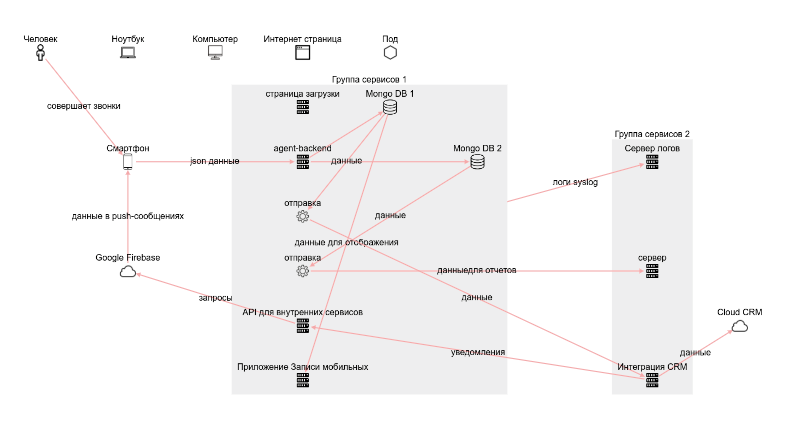 Человек
Ноутбук
Компьютер
Интернет страница
Под
Группа сервисов 1
страница загрузки
Mongo DB 1
совершает звонки
Группа сервисов 2
Смартфон
json данные
agent-backend
данные
Mongo DB 2
Сервер логов
логи syslog
отправка
данные в push-сообщениях
данные
данные для отображения
Google Firebase
отправка
данныедля отчетов
сервер
запросы
данные
API для внутренних сервисов
Cloud CRM
уведомления
данные
Приложение Записи мобильных
Интеграция CRM